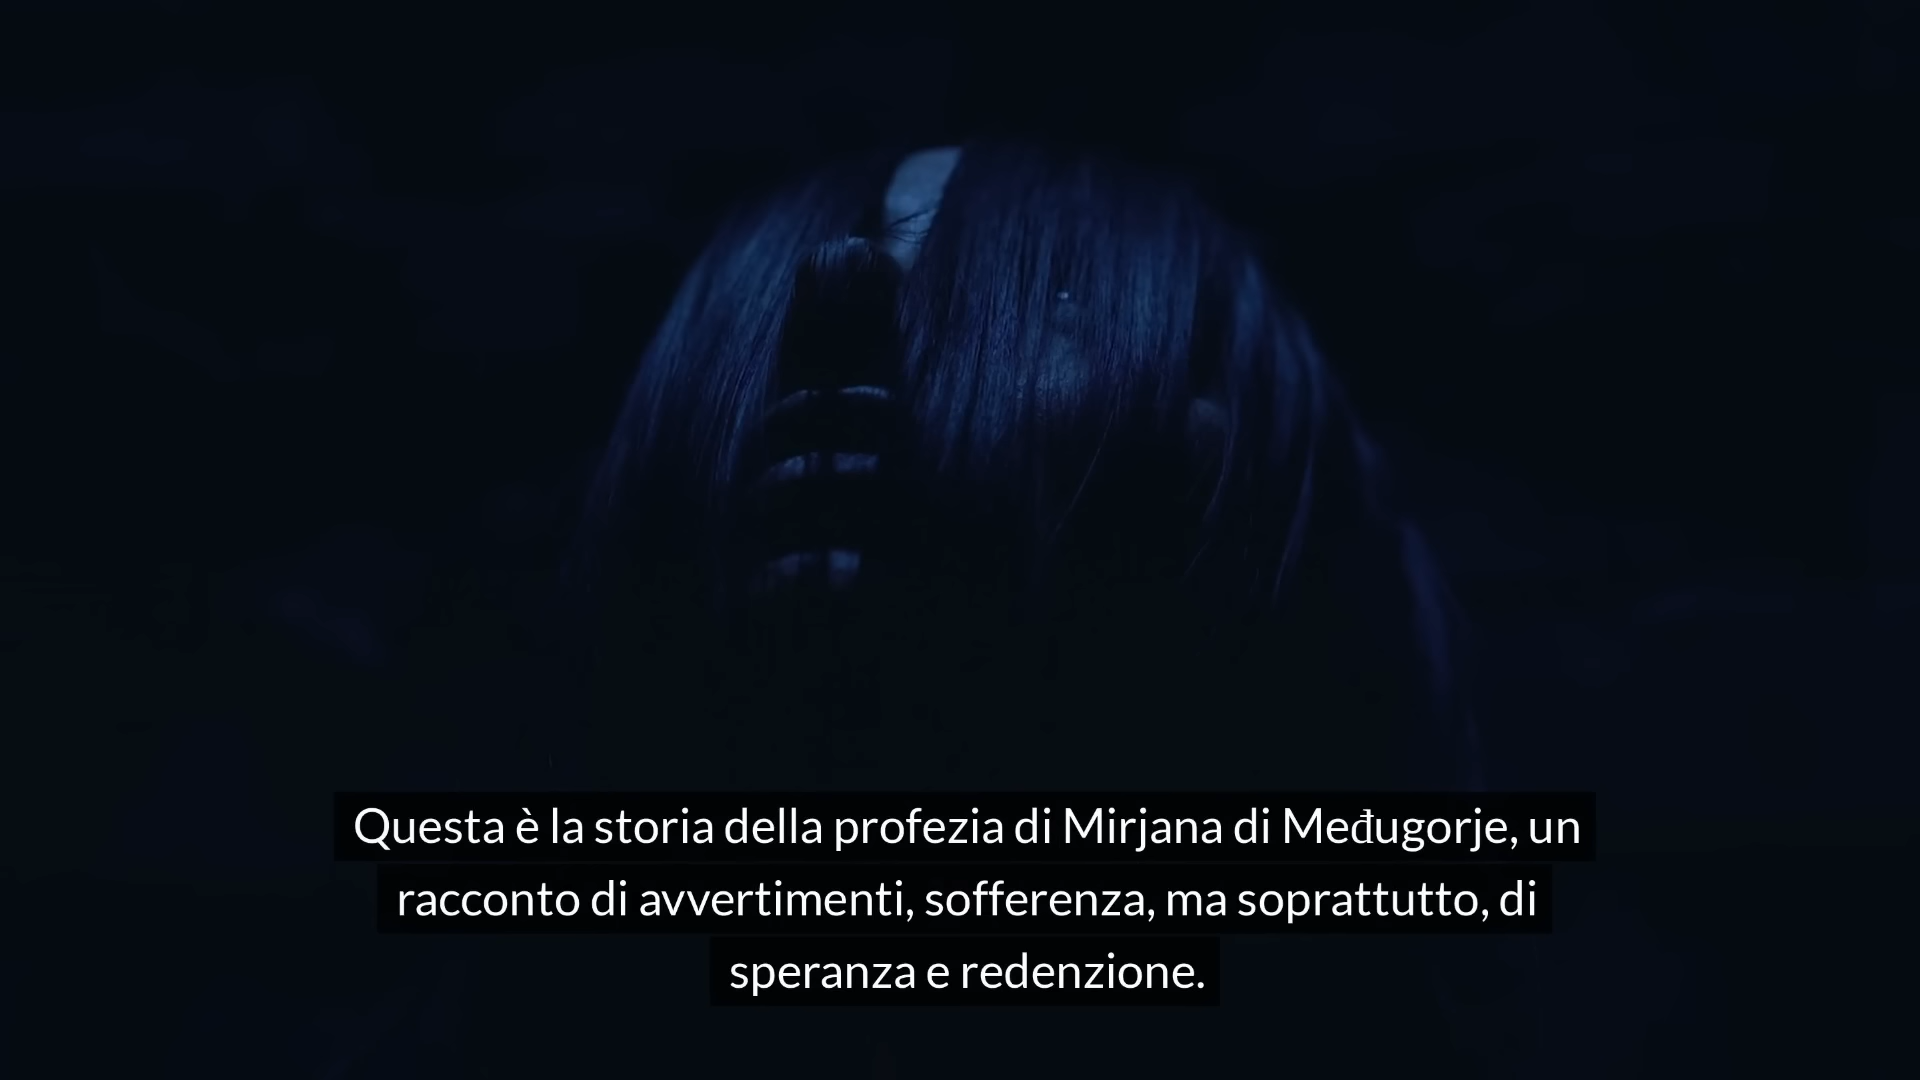 Questa è la storia della profezia di Mirjana di Međugorje, un
racconto di avvertimenti, sofferenza, ma soprattutto, di
speranza e redenzione.